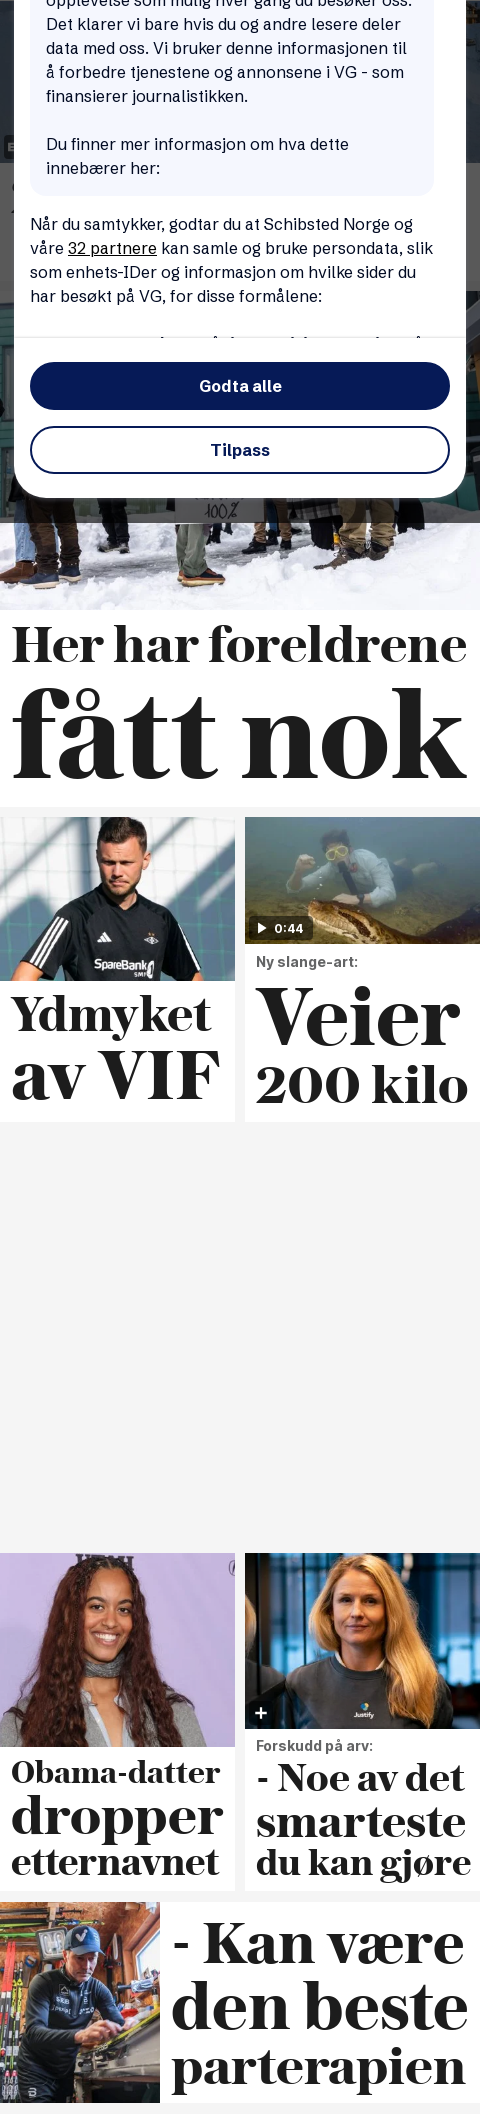 opplevelse som mulig hver gang du besøker oss.
Det klarer vi bare hvis du og andre lesere deler
data med oss. Vi bruker denne informasjonen til
å forbedre tjenestene og annonsene i VG - som
finansierer journalistikken.
Du finner mer informasjon om hva dette
innebærer her:
Når du samtykker, godtar du at Schibsted Norge og
våre 32 partnere kan samle og bruke persondata, slik
som enhets-IDer og informasjon om hvilke sider du
har besøkt på VG, for disse formålene:
Godta alle
Tilpass
100%
Her har foreldrene
fått nok
SpareBank
SMN
Ydmyket
av VIF
0:44
Ny slange-art:
Veier
200 kilo
Obama-datter
dropper
etternavnet
Justify
Forskudd på arv:
- Noe av det
smarteste
du kan gjøre
- Kan være
den beste
parterapien